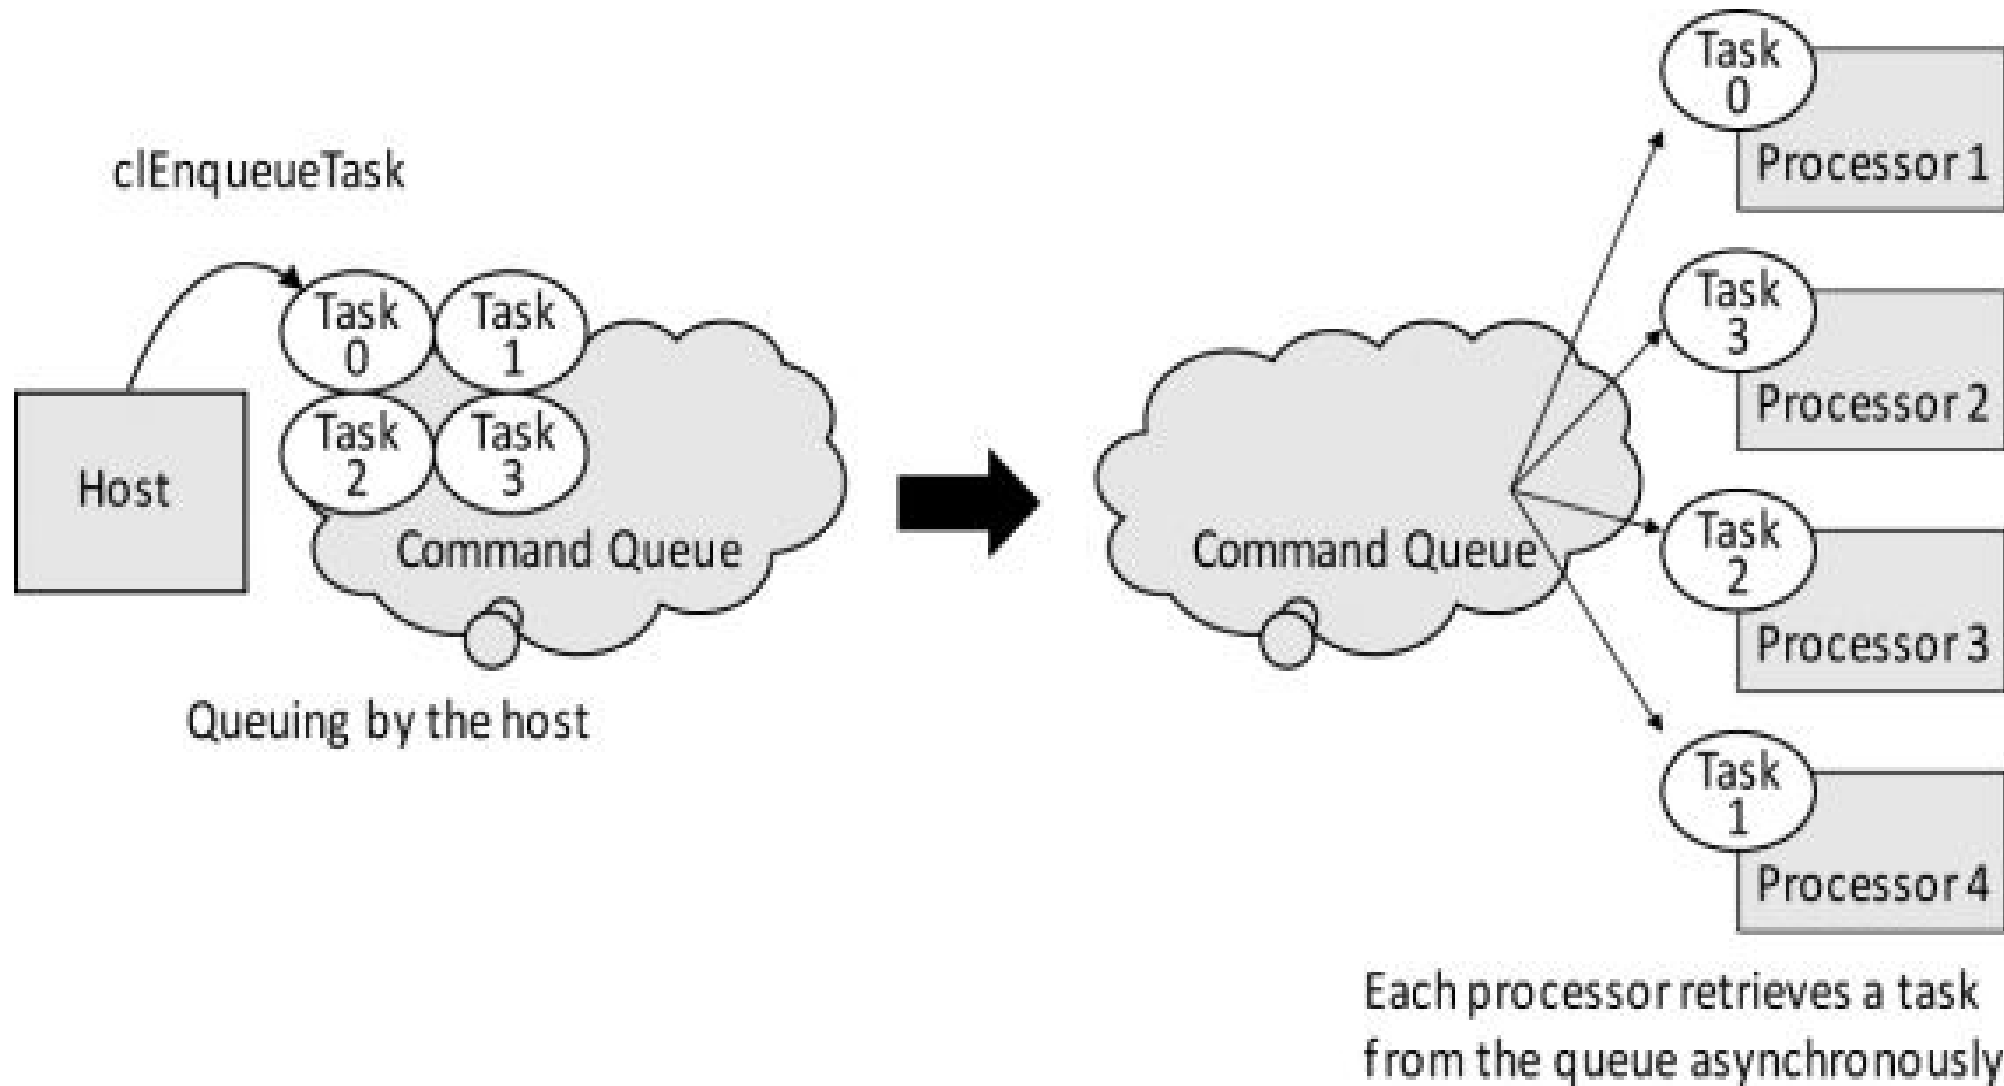 clEnqueueTask
Task
0
Task
1
Task
2
Task
3
Host
Command Queue
Queuing by the host
Command Queue
Task
0
Processor 1
Task
3
Processor 2
Task
2
Processor 3
Task
1
Processor 4
Each processor retrieves a task
from the queue asynchronously